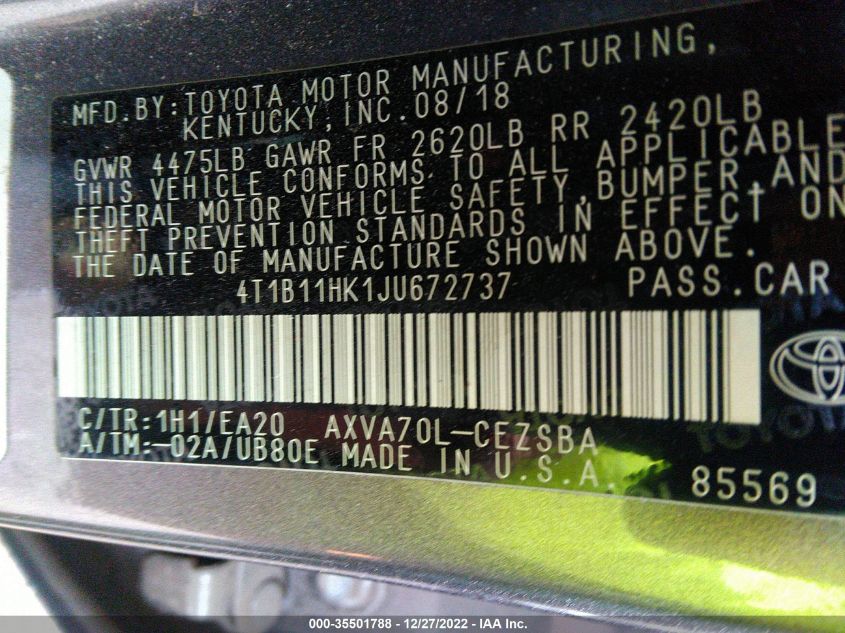 MFD.BY:TOYOTA MOTOR MANUFACTURING,
KENTUCKY,INC.08/18
GVWR 4475LB GAWR FR 2620LB RR 2420LB
THIS VEHICLE CONFORMS TO ALL APPLICABLE
FEDERAL MOTOR VEHICLE SAFETY,BUMPER,AND
THEFT PREVENTION STANDARDS IN EFFECT ON
THE DATE OF MANUFACTURE SHOWN ABOVE.
4T1B11HK1JU672737 PASS.CAR
C/TR:1H1/EA20 AXVA70L-CEZSBA
A/TM:-02A/UB80E MADE IN U.S.A. 85569
000-35501788 - 12/27/2022 - IAA Inc.